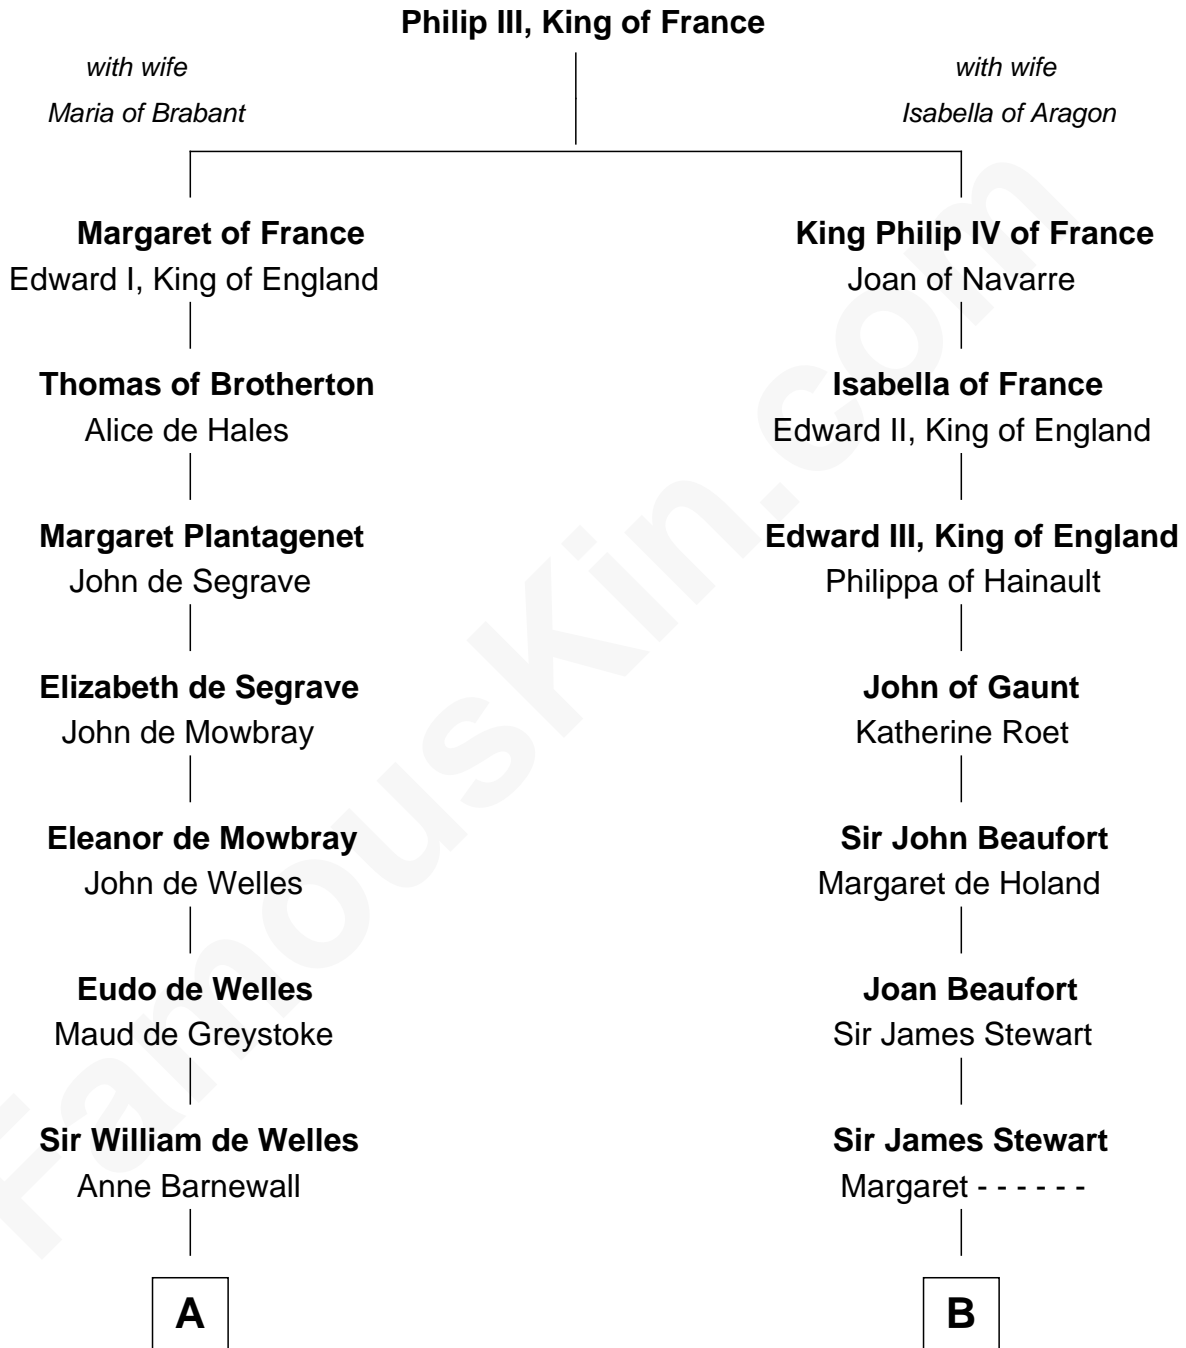 Philip III, King of France
with wife
Maria of Brabant
with wife
Isabella of Aragon
Margaret of France
Edward I, King of England
King Philip IV of France
Joan of Navarre
Thomas of Brotherton
Alice de Hales
Isabella of France
Edward II, King of England
Margaret Plantagenet
John de Segrave
Edward III, King of England
Philippa of Hainault
Elizabeth de Segrave
John de Mowbray
John of Gaunt
Katherine Roet
Eleanor de Mowbray
John de Welles
Sir John Beaufort
Margaret de Holand
Eudo de Welles
Maud de Greystoke
Joan Beaufort
Sir James Stewart
Sir William de Welles
Anne Barnewall
Sir James Stewart
Margaret - - - - - -
A
B
FamousKin.com